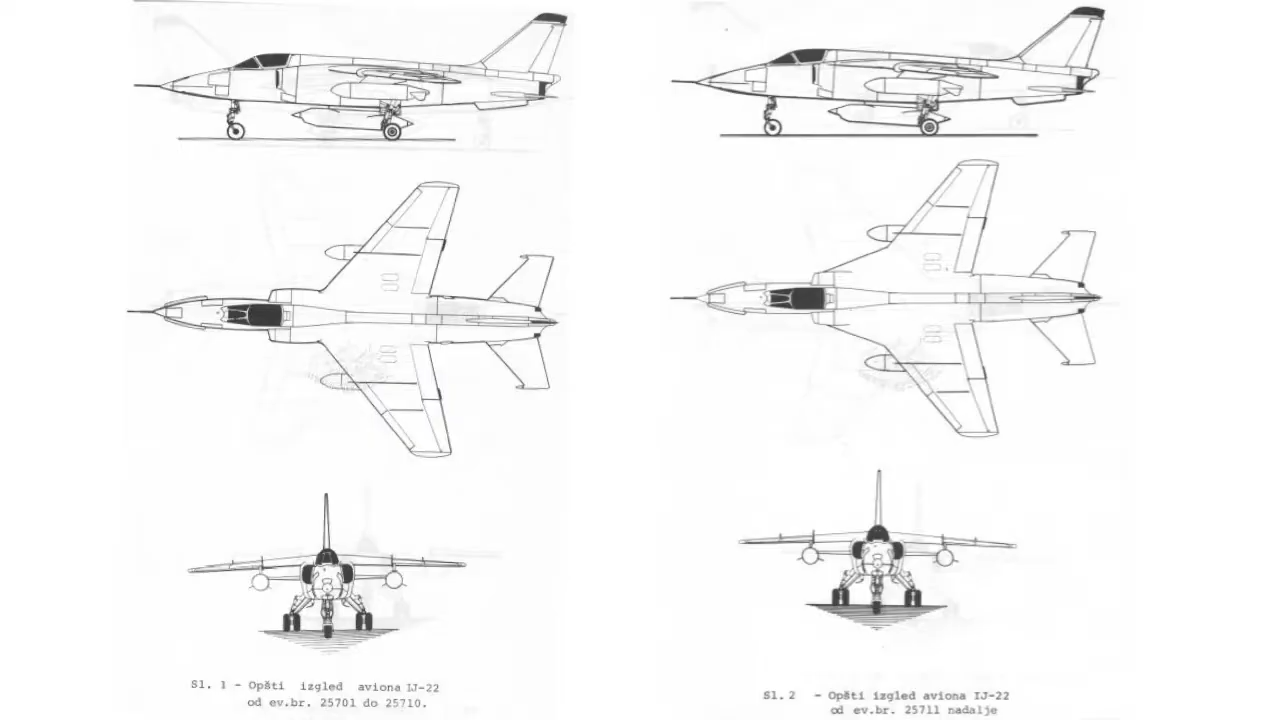 Sl. 1 - Opšti izgled aviona IJ-22
od ev.br. 25701 do 25710.
Sl. 2 - Opšti izgled aviona IJ-22
od ev.br. 25711 nadalje